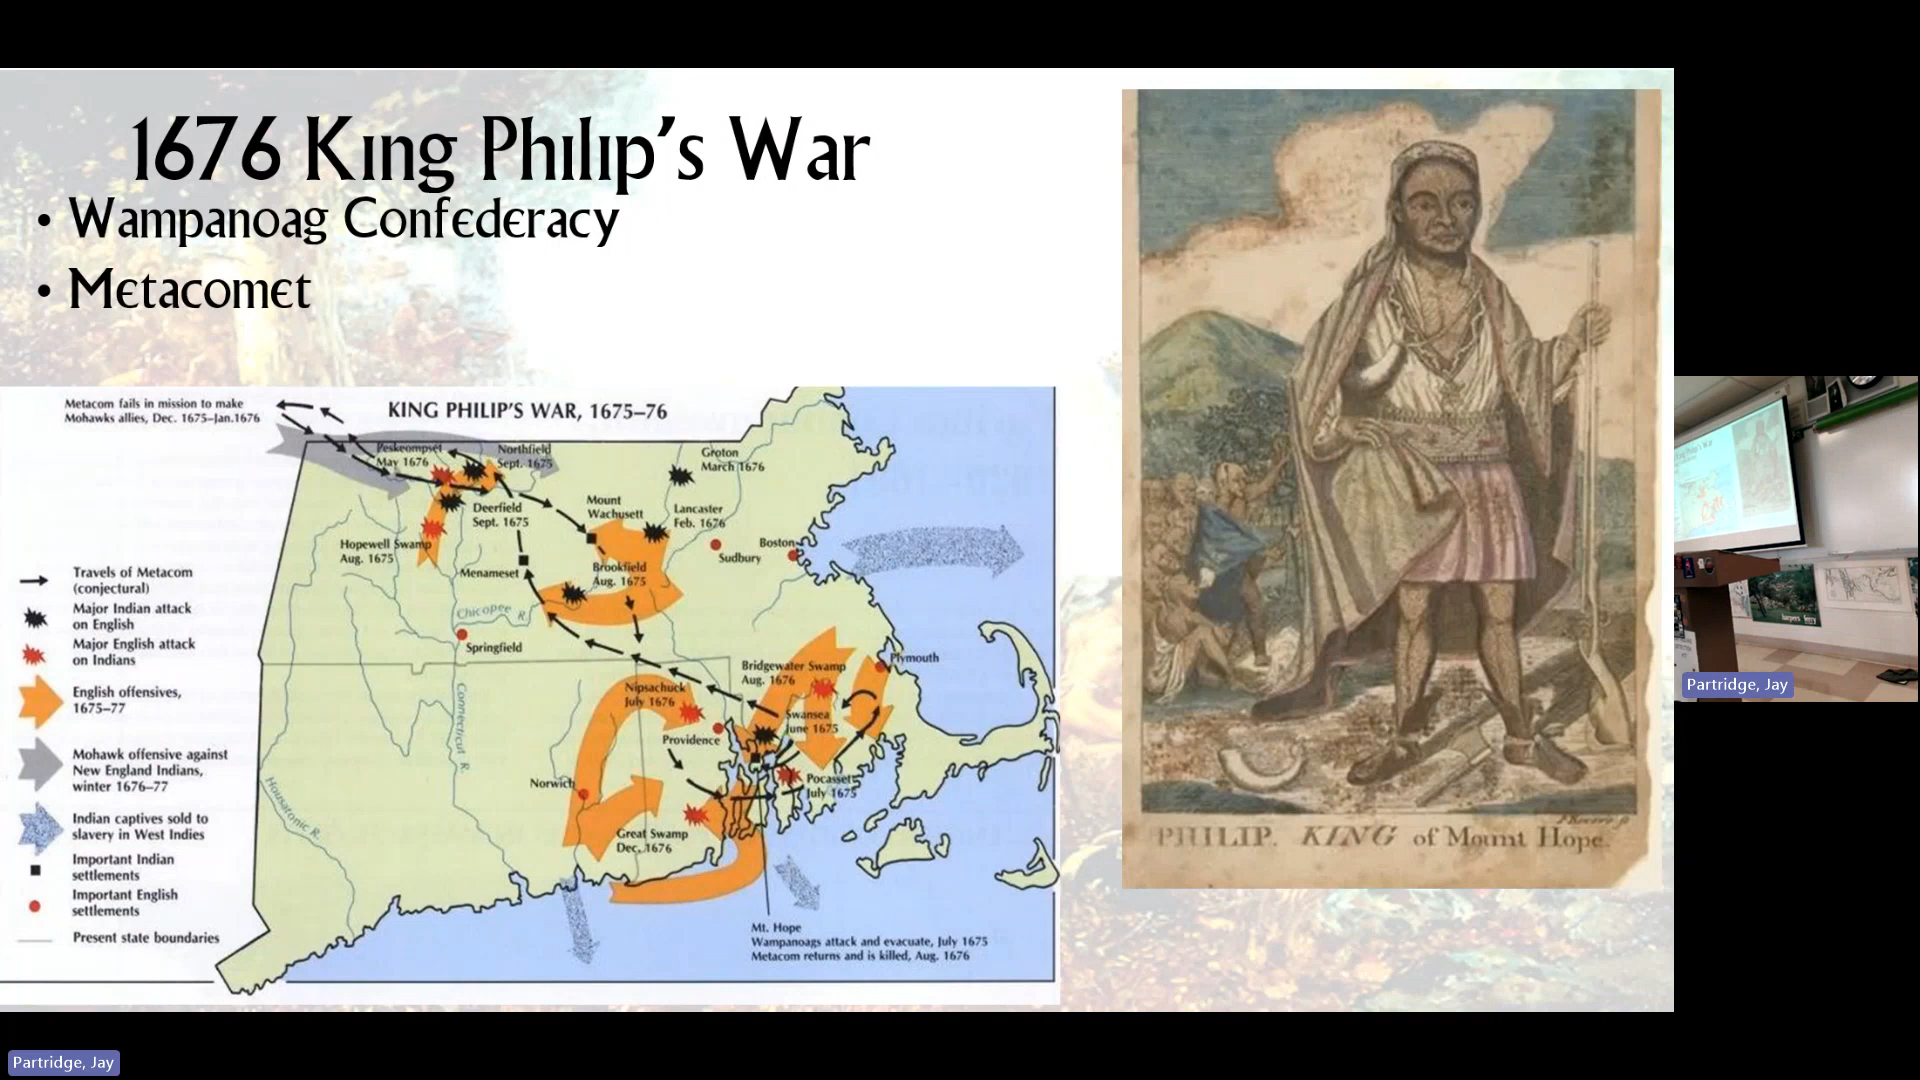 1676 King Philip's War
• Wampanoag Confederacy
• Metacomet
Metacom fails in mission to make
Mohawks allies, Dec. 1675–Jan.1676
KING PHILIP'S WAR, 1675–76
Peskeompset
May 1676
Northfield
Sept. 1675
Groton
March 1676
Deerfield
Sept. 1675
Mount
Wachusett
Lancaster
Feb. 1676
Hopewell Swamp
Aug. 1675
Sudbury
Boston
Menameset
Brookfield
Aug. 1675
Chicopee R.
Springfield
Plymouth
Bridgewater Swamp
Aug. 1676
Nipsachuck
July 1676
Swansea
June 1675
Providence
Connecticut R.
Norwich
Pocasset
July 1675
Housatonic R.
Great Swamp
Dec. 1676
Mt. Hope
Wampanoags attack and evacuate, July 1675
Metacom returns and is killed, Aug. 1676
Travels of Metacom
(conjectural)
Major Indian attack
on English
Major English attack
on Indians
English offensives,
1675–77
Mohawk offensive against
New England Indians,
winter 1676–77
Indian captives sold to
slavery in West Indies
Important Indian
settlements
Important English
settlements
Present state boundaries
PHILIP. KING of Mount Hope.
Partridge, Jay
Partridge, Jay